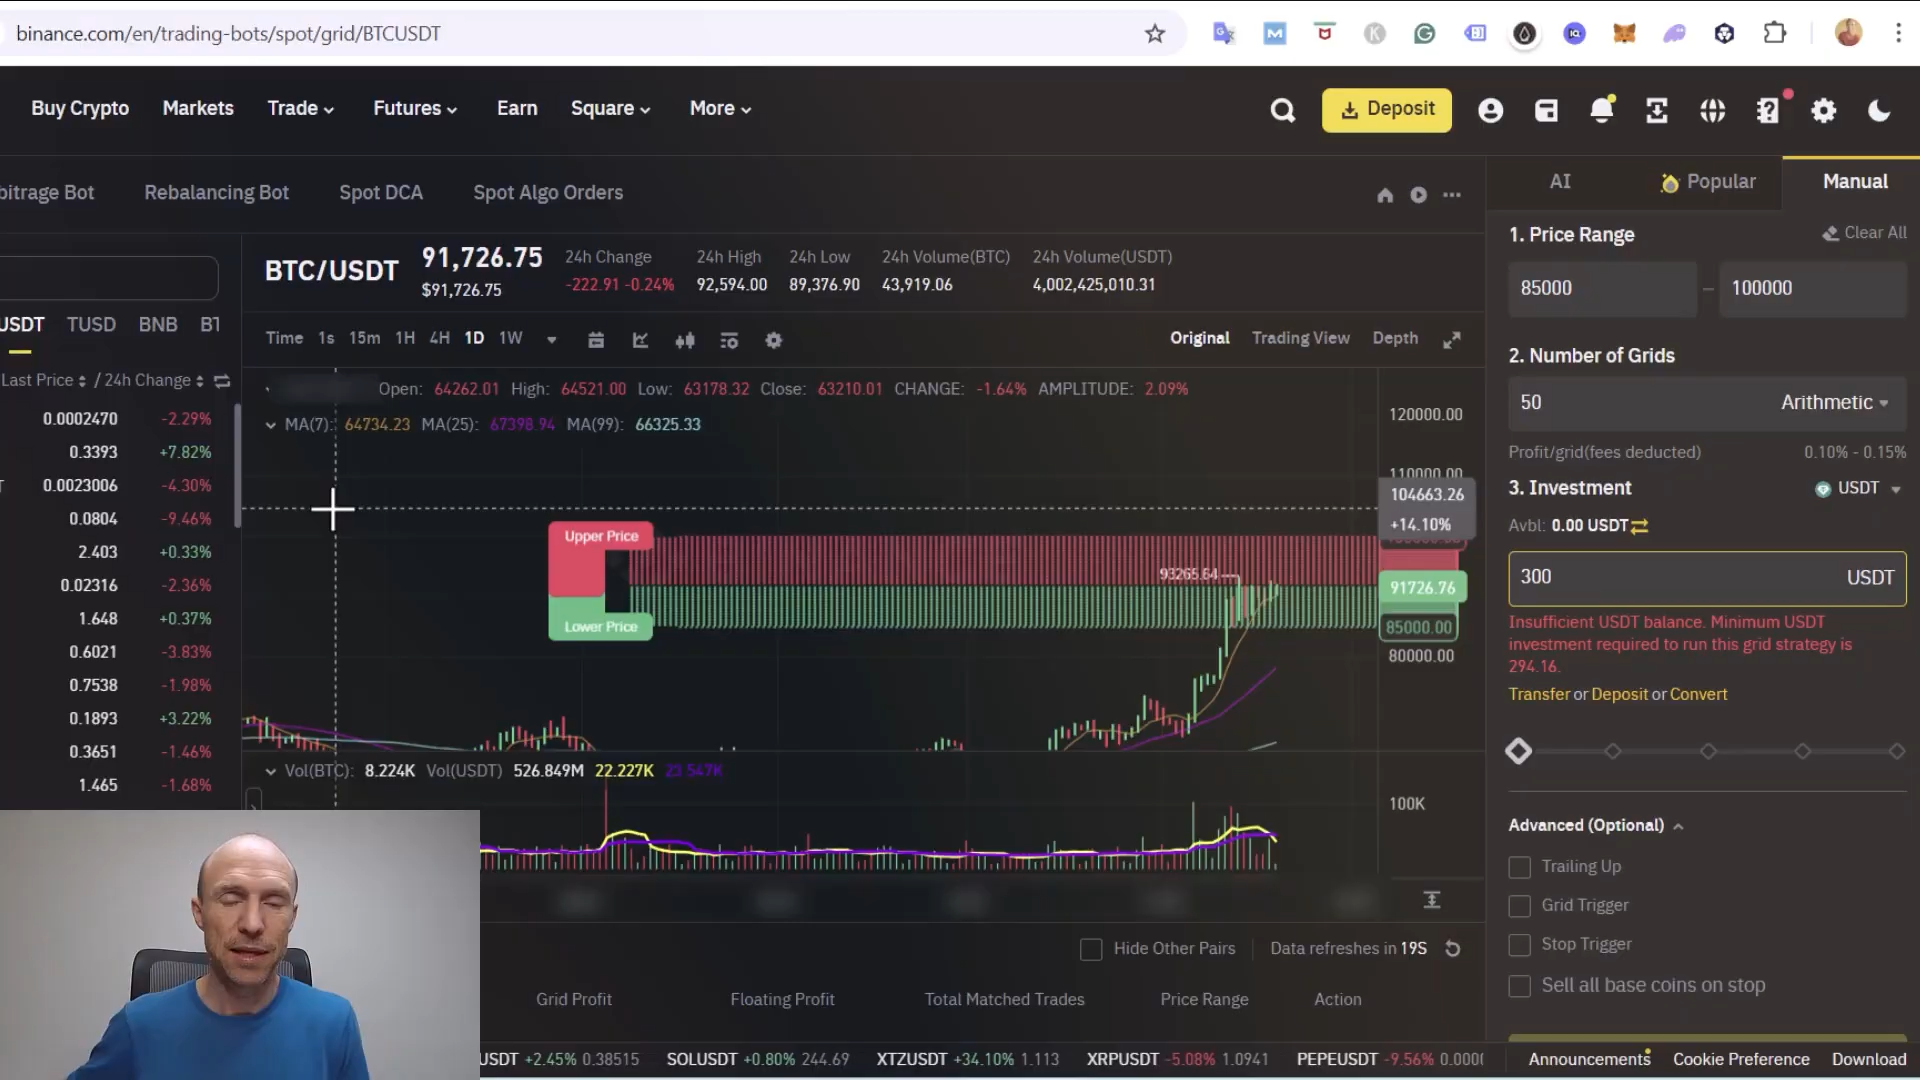 binance.com/en/trading-bots/spot/grid/BTCUSDT
Buy Crypto Markets Trade Futures Earn Square More Deposit
bitrage Bot Rebalancing Bot Spot DCA Spot Algo Orders
AI Popular Manual
BTC/USDT 91,726.75 $91,726.75
24h Change -222.91 -0.24%
24h High 92,594.00
24h Low 89,376.90
24h Volume(BTC) 43,919.06
24h Volume(USDT) 4,002,425,010.31
USDT TUSD BNB BT
Last Price / 24h Change
0.0002470 -2.29%
0.3393 +7.82%
0.0023006 -4.30%
0.0804 -9.46%
2.403 +0.33%
0.02316 -2.36%
1.648 +0.37%
0.6021 -3.83%
0.7538 -1.98%
0.1893 +3.22%
0.3651 -1.46%
1.465 -1.68%
Time 1s 15m 1H 4H 1D 1W
Original Trading View Depth
Open: 64262.01 High: 64521.00 Low: 63178.32 Close: 63210.01 CHANGE: -1.64% AMPLITUDE: 2.09%
MA(7): 64734.23 MA(25): 67398.94 MA(99): 66325.33
120000.00
110000.00
104663.26
+14.10%
Upper Price
93265.64
91726.76
Lower Price
85000.00
80000.00
Vol(BTC): 8.224K Vol(USDT) 526.849M 22.227K 23.547K
100K
Hide Other Pairs Data refreshes in 19S
Grid Profit Floating Profit Total Matched Trades Price Range Action
1. Price Range Clear All
85000 – 100000
2. Number of Grids
50 Arithmetic
Profit/grid(fees deducted) 0.10% - 0.15%
3. Investment USDT
Avbl: 0.00 USDT
300 USDT
Insufficient USDT balance. Minimum USDT
investment required to run this grid strategy is
294.16.
Transfer or Deposit or Convert
Advanced (Optional)
Trailing Up
Grid Trigger
Stop Trigger
Sell all base coins on stop
USDT +2.45% 0.38515 SOLUSDT +0.80% 244.69 XTZUSDT +34.10% 1.113 XRPUSDT -5.08% 1.0941 PEPEUSDT -9.56% 0.0000
Announcements Cookie Preference Download